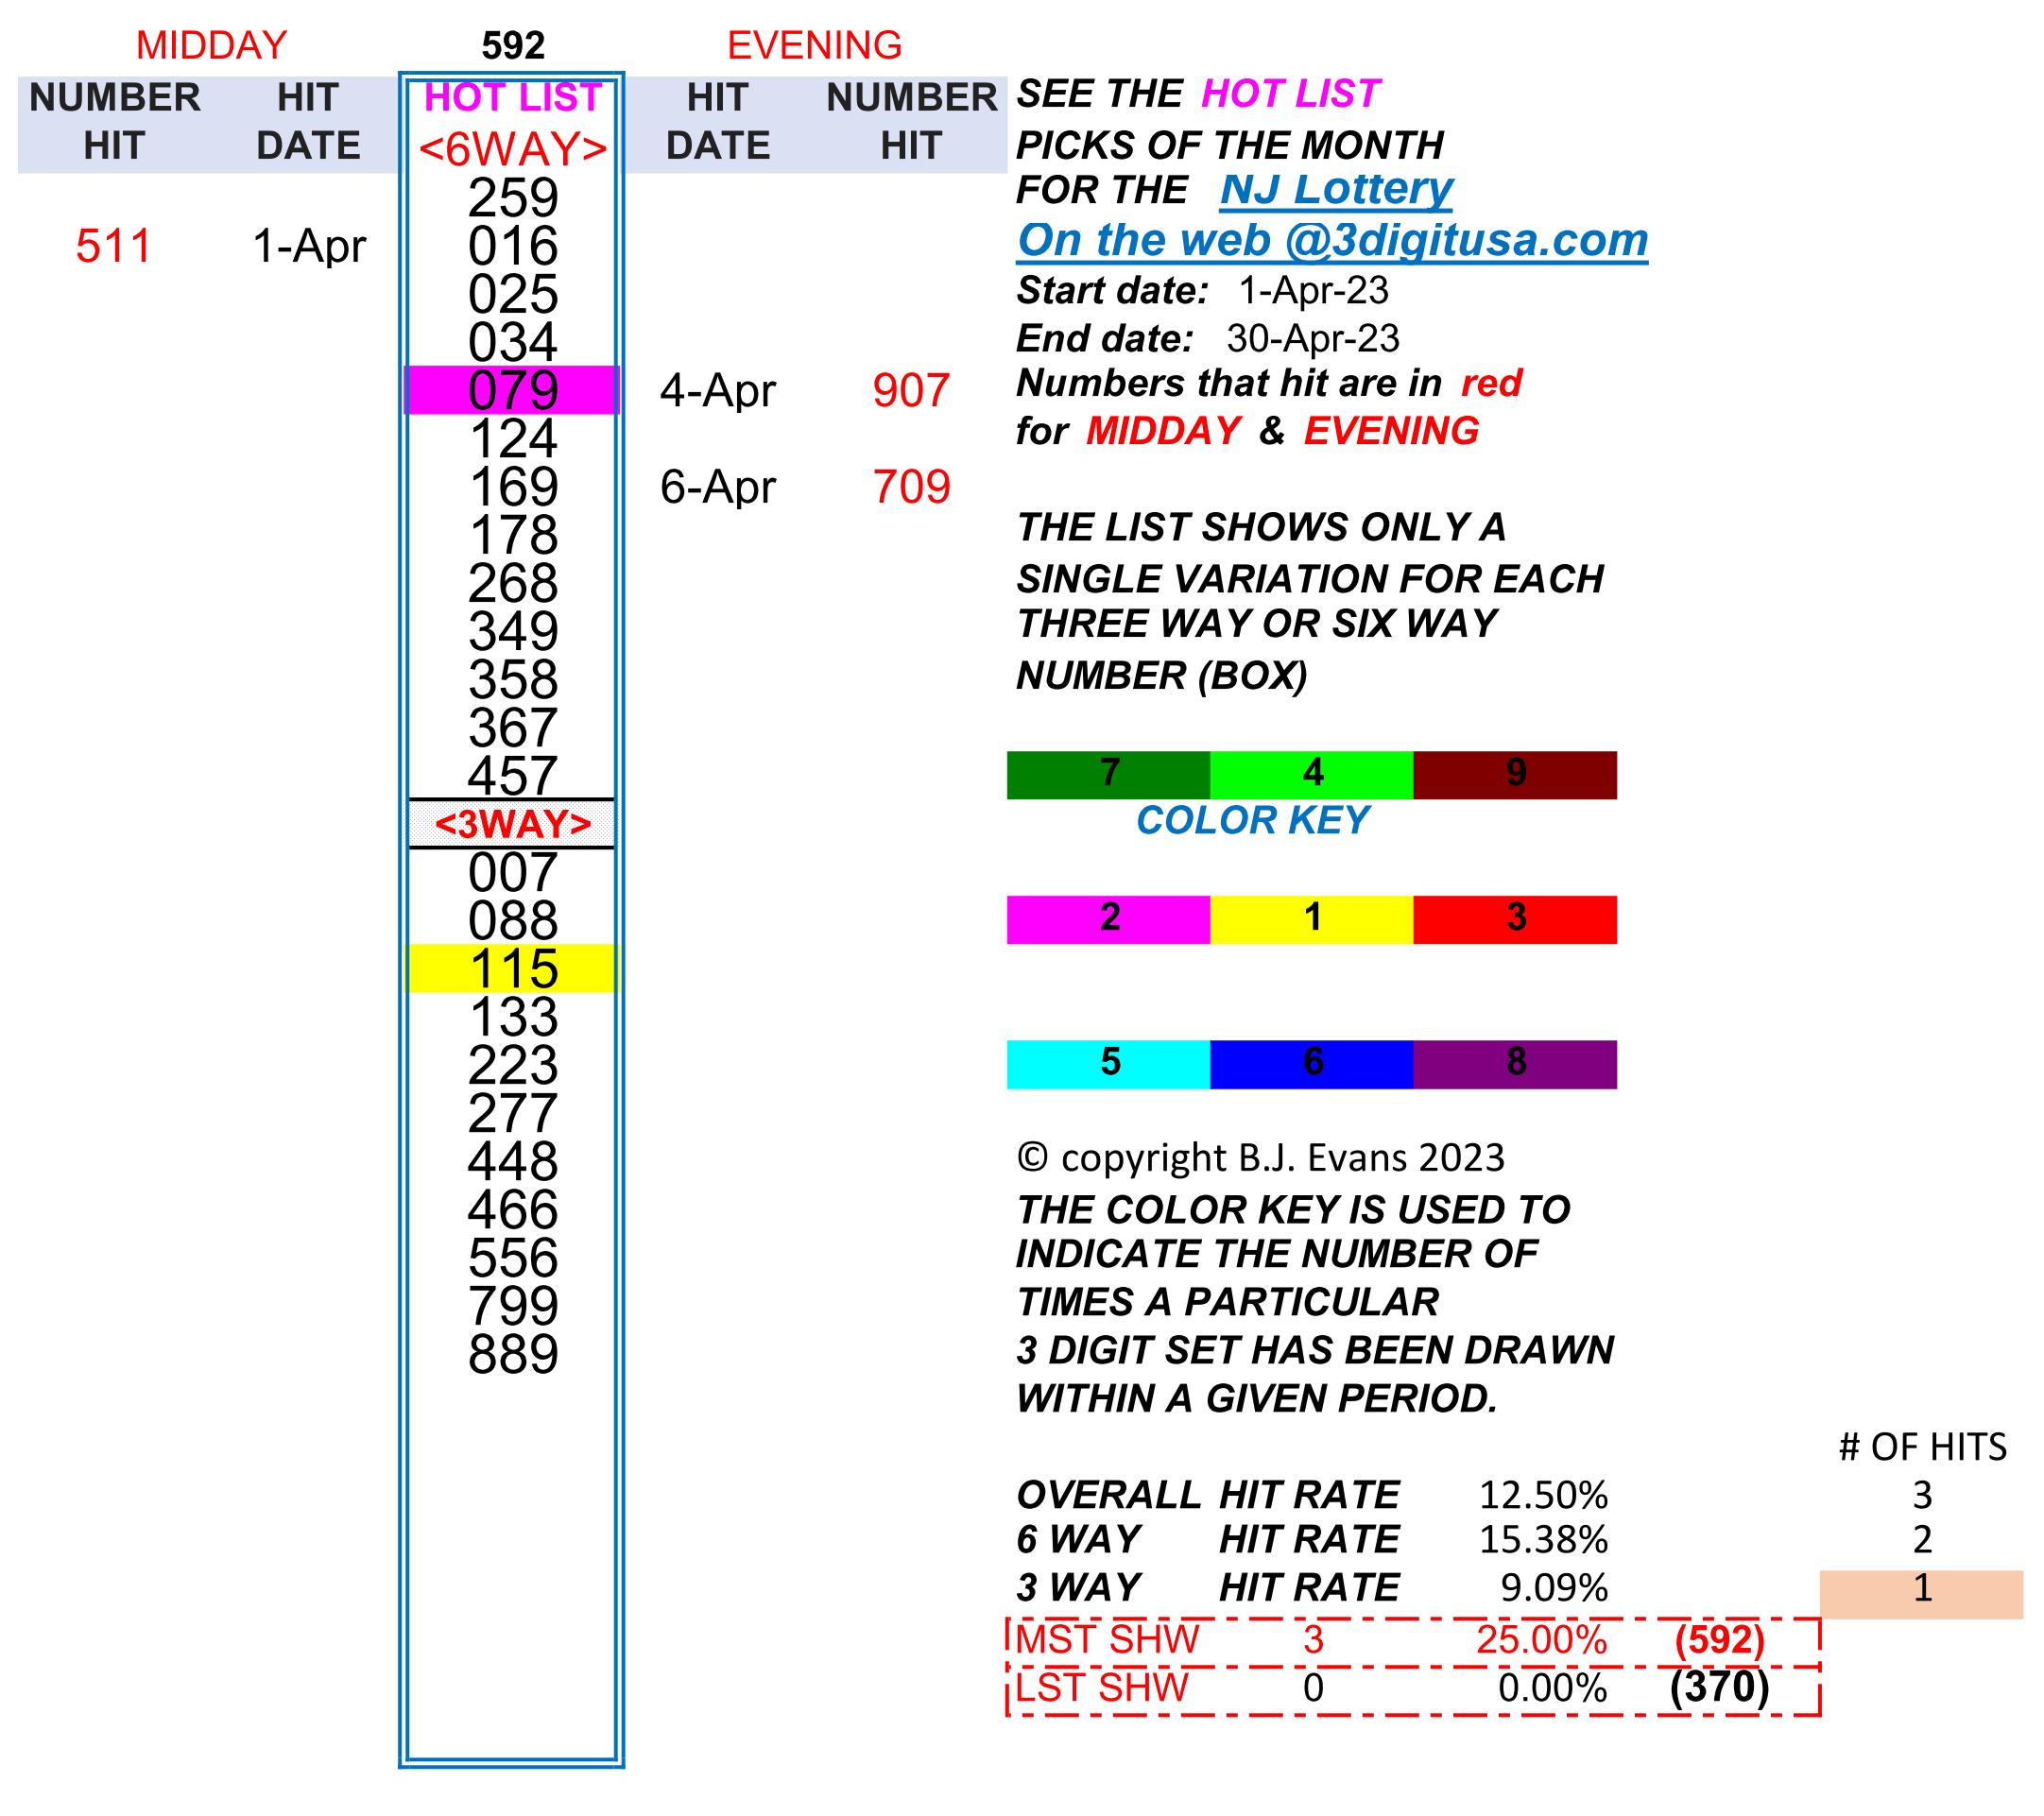 MIDDAY 592 EVENING
NUMBER HIT HOT LIST HIT NUMBER
HIT DATE <6WAY> DATE HIT
259
511 1-Apr 016
025
034
079 4-Apr 907
124
169 6-Apr 709
178
268
349
358
367
457
<3WAY>
007
088
115
133
223
277
448
466
556
799
889
SEE THE HOT LIST
PICKS OF THE MONTH
FOR THE NJ Lottery
On the web @3digitusa.com
Start date: 1-Apr-23
End date: 30-Apr-23
Numbers that hit are in red
for MIDDAY & EVENING
THE LIST SHOWS ONLY A
SINGLE VARIATION FOR EACH
THREE WAY OR SIX WAY
NUMBER (BOX)
7 4 9
COLOR KEY
2 1 3
5 6 8
© copyright B.J. Evans 2023
THE COLOR KEY IS USED TO
INDICATE THE NUMBER OF
TIMES A PARTICULAR
3 DIGIT SET HAS BEEN DRAWN
WITHIN A GIVEN PERIOD.
# OF HITS
OVERALL HIT RATE 12.50% 3
6 WAY HIT RATE 15.38% 2
3 WAY HIT RATE 9.09% 1
MST SHW 3 25.00% (592)
LST SHW 0 0.00% (370)